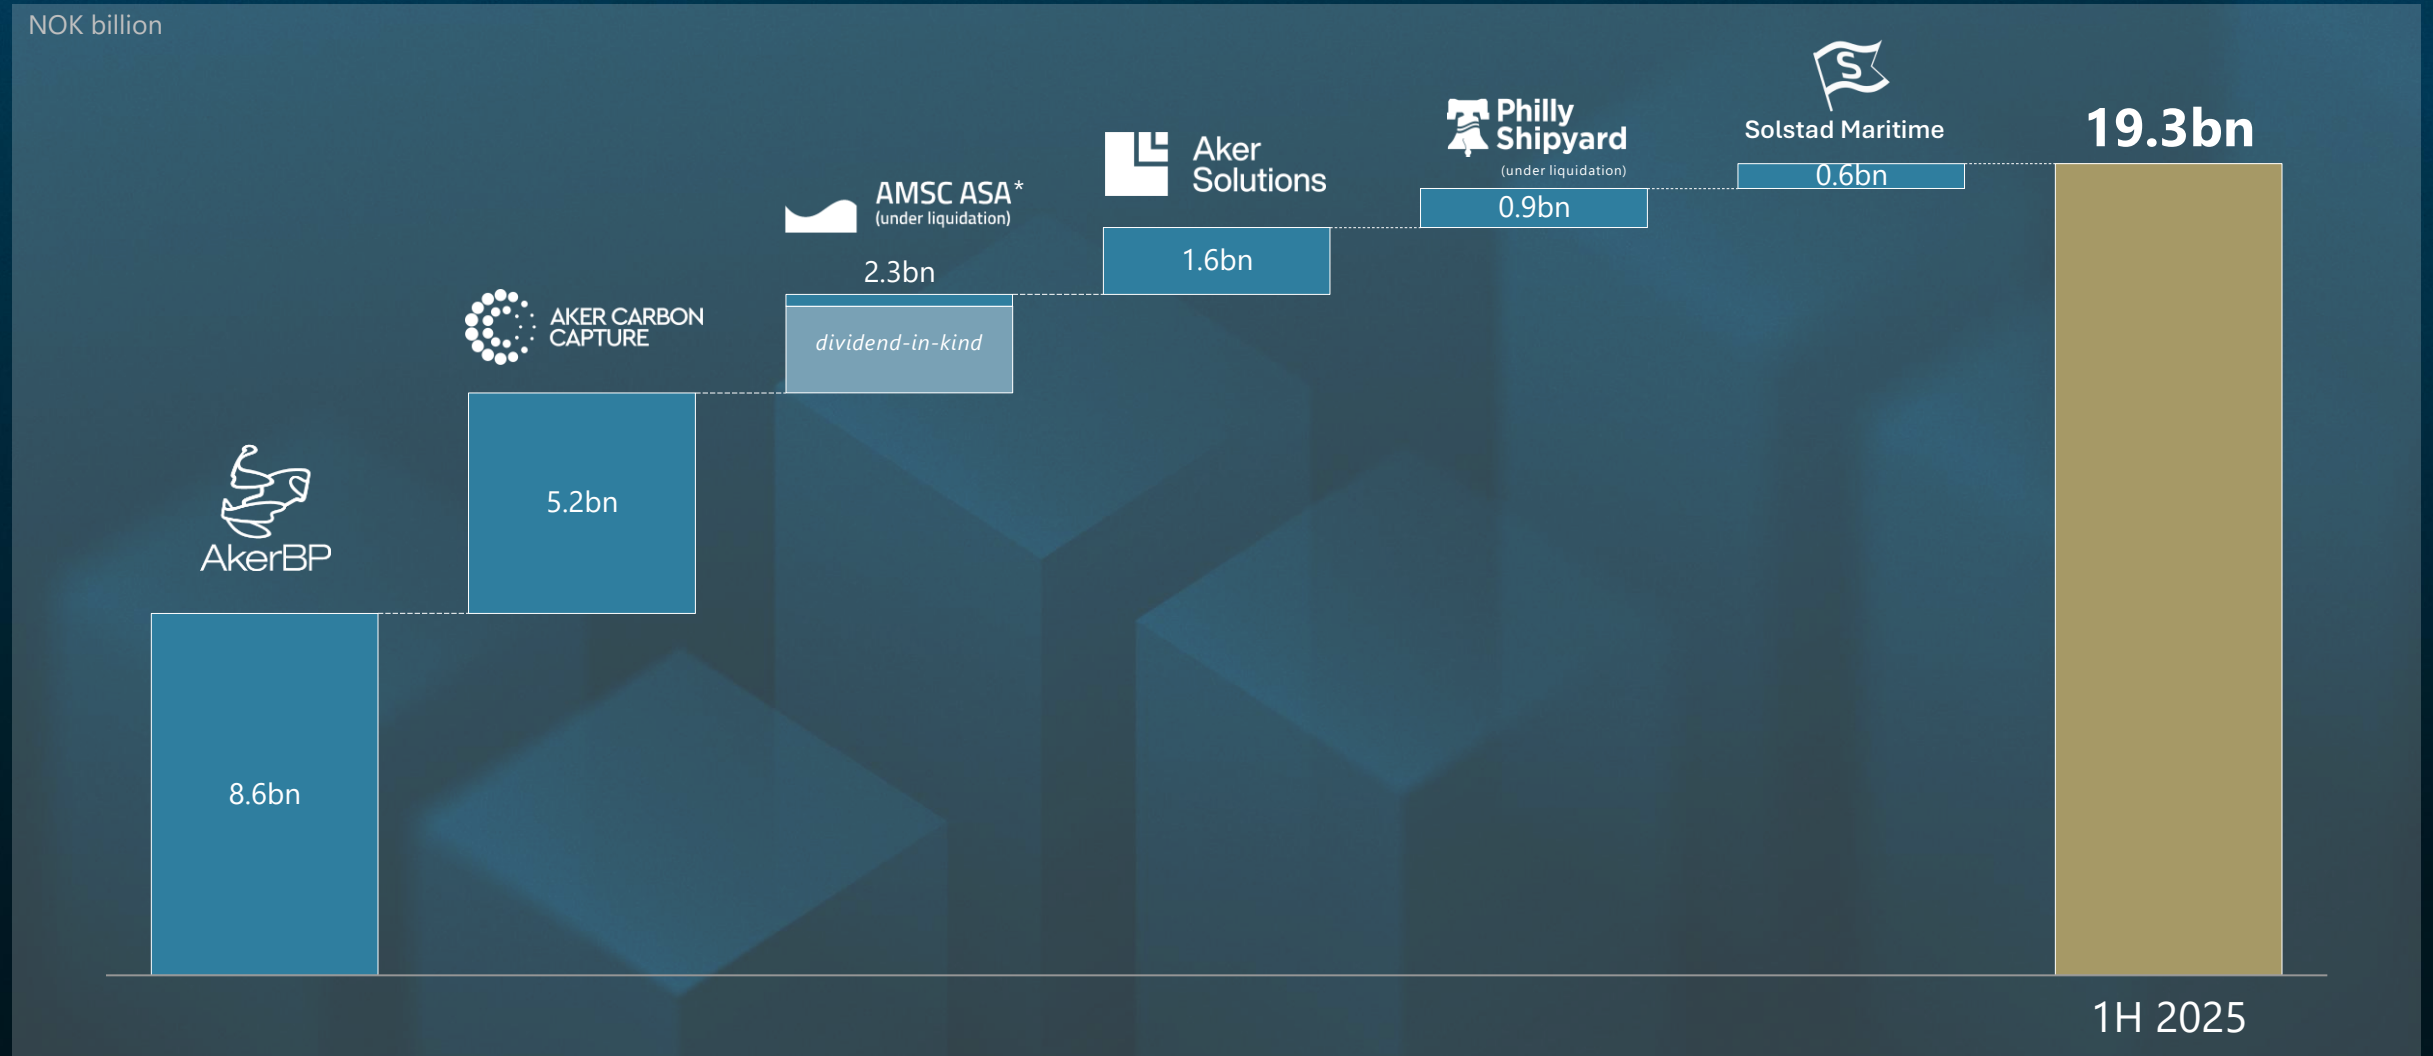 NOK billion
AkerBP
8.6bn
AKER CARBON
CAPTURE
5.2bn
AMSC ASA*
(under liquidation)
2.3bn
dividend-in-kind
Aker
Solutions
1.6bn
Philly
Shipyard
(under liquidation)
0.9bn
S
Solstad Maritime
0.6bn
19.3bn
1H 2025